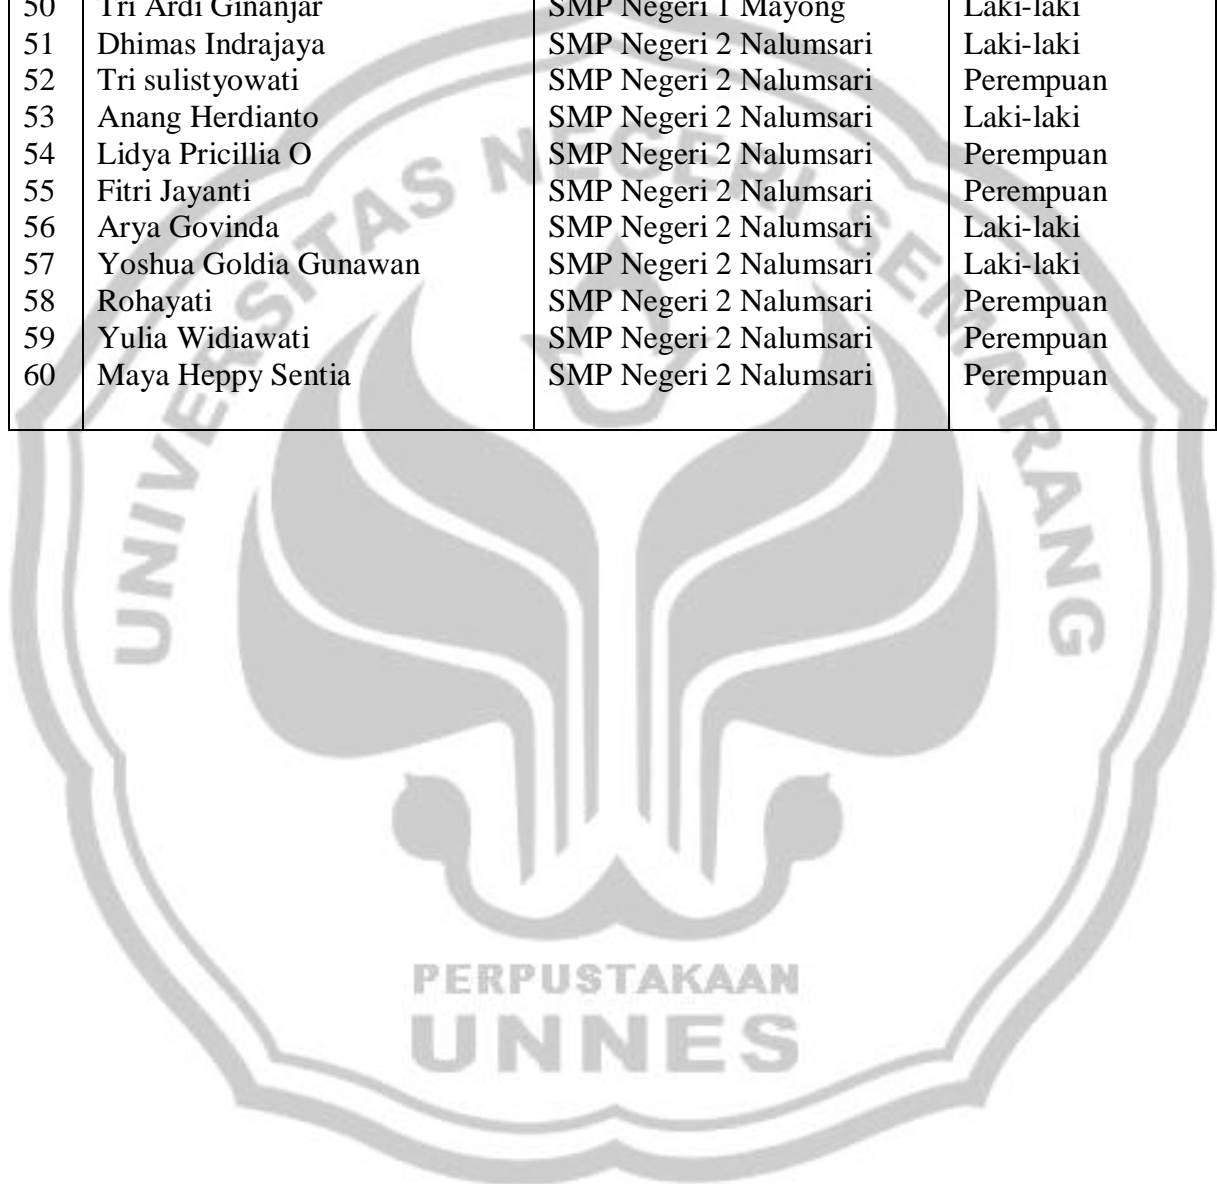 50 Tri Ardi Ginanjar SMP Negeri 1 Mayong Laki-laki
51 Dhimas Indrajaya SMP Negeri 2 Nalumsari Laki-laki
52 Tri sulistyowati SMP Negeri 2 Nalumsari Perempuan
53 Anang Herdianto SMP Negeri 2 Nalumsari Laki-laki
54 Lidya Pricillia O SMP Negeri 2 Nalumsari Perempuan
55 Fitri Jayanti SMP Negeri 2 Nalumsari Perempuan
56 Arya Govinda SMP Negeri 2 Nalumsari Laki-laki
57 Yoshua Goldia Gunawan SMP Negeri 2 Nalumsari Laki-laki
58 Rohayati SMP Negeri 2 Nalumsari Perempuan
59 Yulia Widiawati SMP Negeri 2 Nalumsari Perempuan
60 Maya Heppy Sentia SMP Negeri 2 Nalumsari Perempuan
UNIVERSITAS NEGERI SEMARANG
PERPUSTAKAAN
UNNES